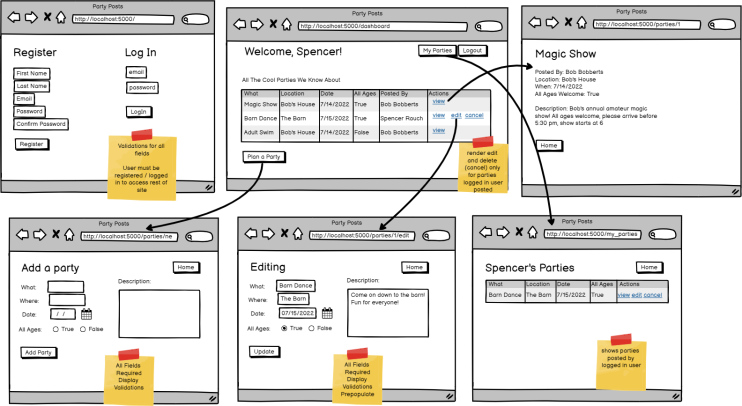 Party Posts
http://localhost:5000/
Register
Log In
First Name
Last Name
Email
Password
Confirm Password
Register
email
password
LogIn
Validations for all
fields
User must be
registered / logged
in to access rest of
site
Party Posts
http://localhost:5000/dashboard
Welcome, Spencer!
My Parties
Logout
All The Cool Parties We Know About
What Location Date All Ages Posted By Actions
Magic Show Bob's House 7/14/2022 True Bob Bobberts view
Barn Dance The Barn 7/15/2022 True Spencer Rauch view edit cancel
Adult Swim Bob's House 7/14/2022 False Bob Bobberts view
Plan a Party
render edit
and delete
(cancel) only
for parties
logged in user
posted
Party Posts
http://localhost:5000/parties/1
Magic Show
Posted By: Bob Bobberts
Location: Bob's House
When: 7/14/2022
All Ages Welcome: True
Description: Bob's annual amateur magic
show! All ages welcome, please arrive before
5:30 pm, show starts at 6
Home
Party Posts
http://localhost:5000/parties/ne
Add a party
Home
What:
Where:
Date: / /
All Ages: True False
Description:
Add Party
All Fields
Required
Display
Validations
Party Posts
http://localhost:5000/parties/1/edit
Editing
Home
What: Barn Dance
Where: The Barn
Date: 07/15/2022
All Ages: True False
Description:
Come on down to the barn!
Fun for everyone!
Update
All Fields
Required
Display
Validations
Prepopulate
Party Posts
http://localhost:5000/my_parties
Spencer's Parties
Home
What Location Date All Ages Actions
Barn Dance The Barn 7/15/2022 True view edit cancel
shows parties
posted by
logged in user